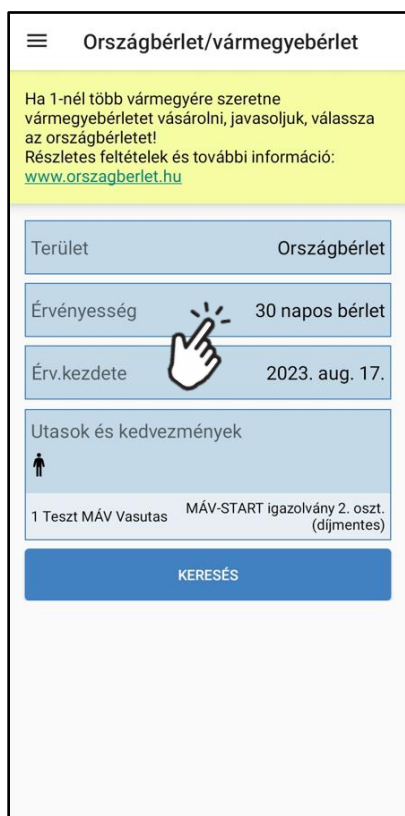 Országbérlet/vármegyebérlet
Ha 1-nél több vármegyére szeretne
vármegyebérletet vásárolni, javasoljuk, válassza
az országbérletet!
Részletes feltételek és további információ:
www.orszagberlet.hu
Terület Országbérlet
Érvényesség 30 napos bérlet
Érv.kezdete 2023. aug. 17.
Utasok és kedvezmények
1 Teszt MÁV Vasutas MÁV-START igazolvány 2. oszt.
(díjmentes)
KERESÉS